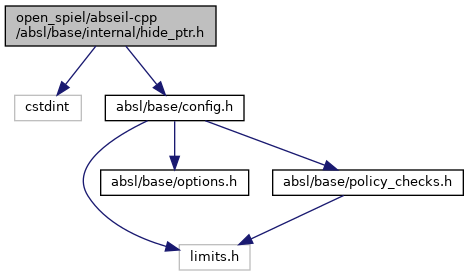 open_spiel/abseil-cpp
/absl/base/internal/hide_ptr.h
cstdint
absl/base/config.h
absl/base/options.h
absl/base/policy_checks.h
limits.h